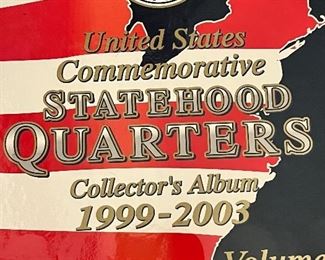 United States
Commemorative
STATEHOOD
QUARTERS
Collector's Album
1999-2003
Volume